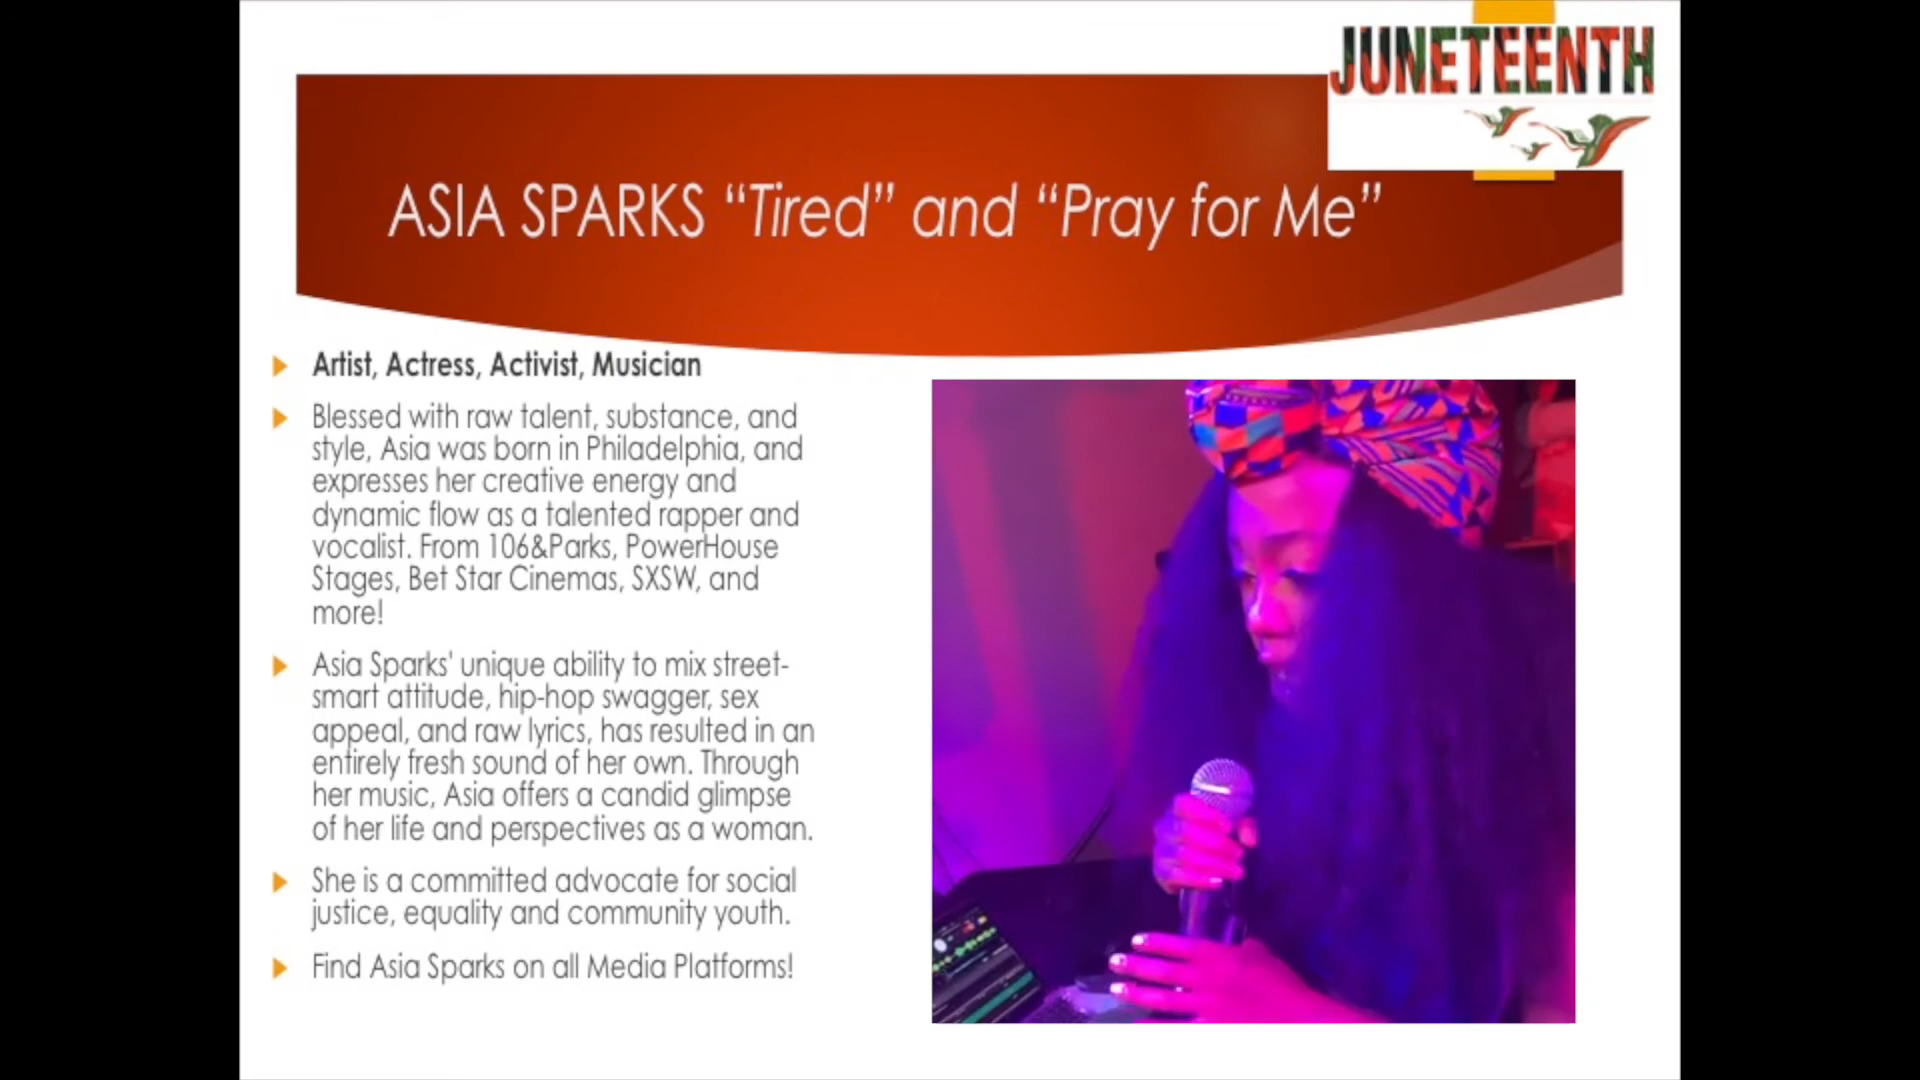 JUNETEENTH
ASIA SPARKS “Tired” and “Pray for Me”
Artist, Actress, Activist, Musician
Blessed with raw talent, substance, and
style, Asia was born in Philadelphia, and
expresses her creative energy and
dynamic flow as a talented rapper and
vocalist. From 106&Parks, PowerHouse
Stages, Bet Star Cinemas, SXSW, and
more!
Asia Sparks' unique ability to mix street-
smart attitude, hip-hop swagger, sex
appeal, and raw lyrics, has resulted in an
entirely fresh sound of her own. Through
her music, Asia offers a candid glimpse
of her life and perspectives as a woman.
She is a committed advocate for social
justice, equality and community youth.
Find Asia Sparks on all Media Platforms!